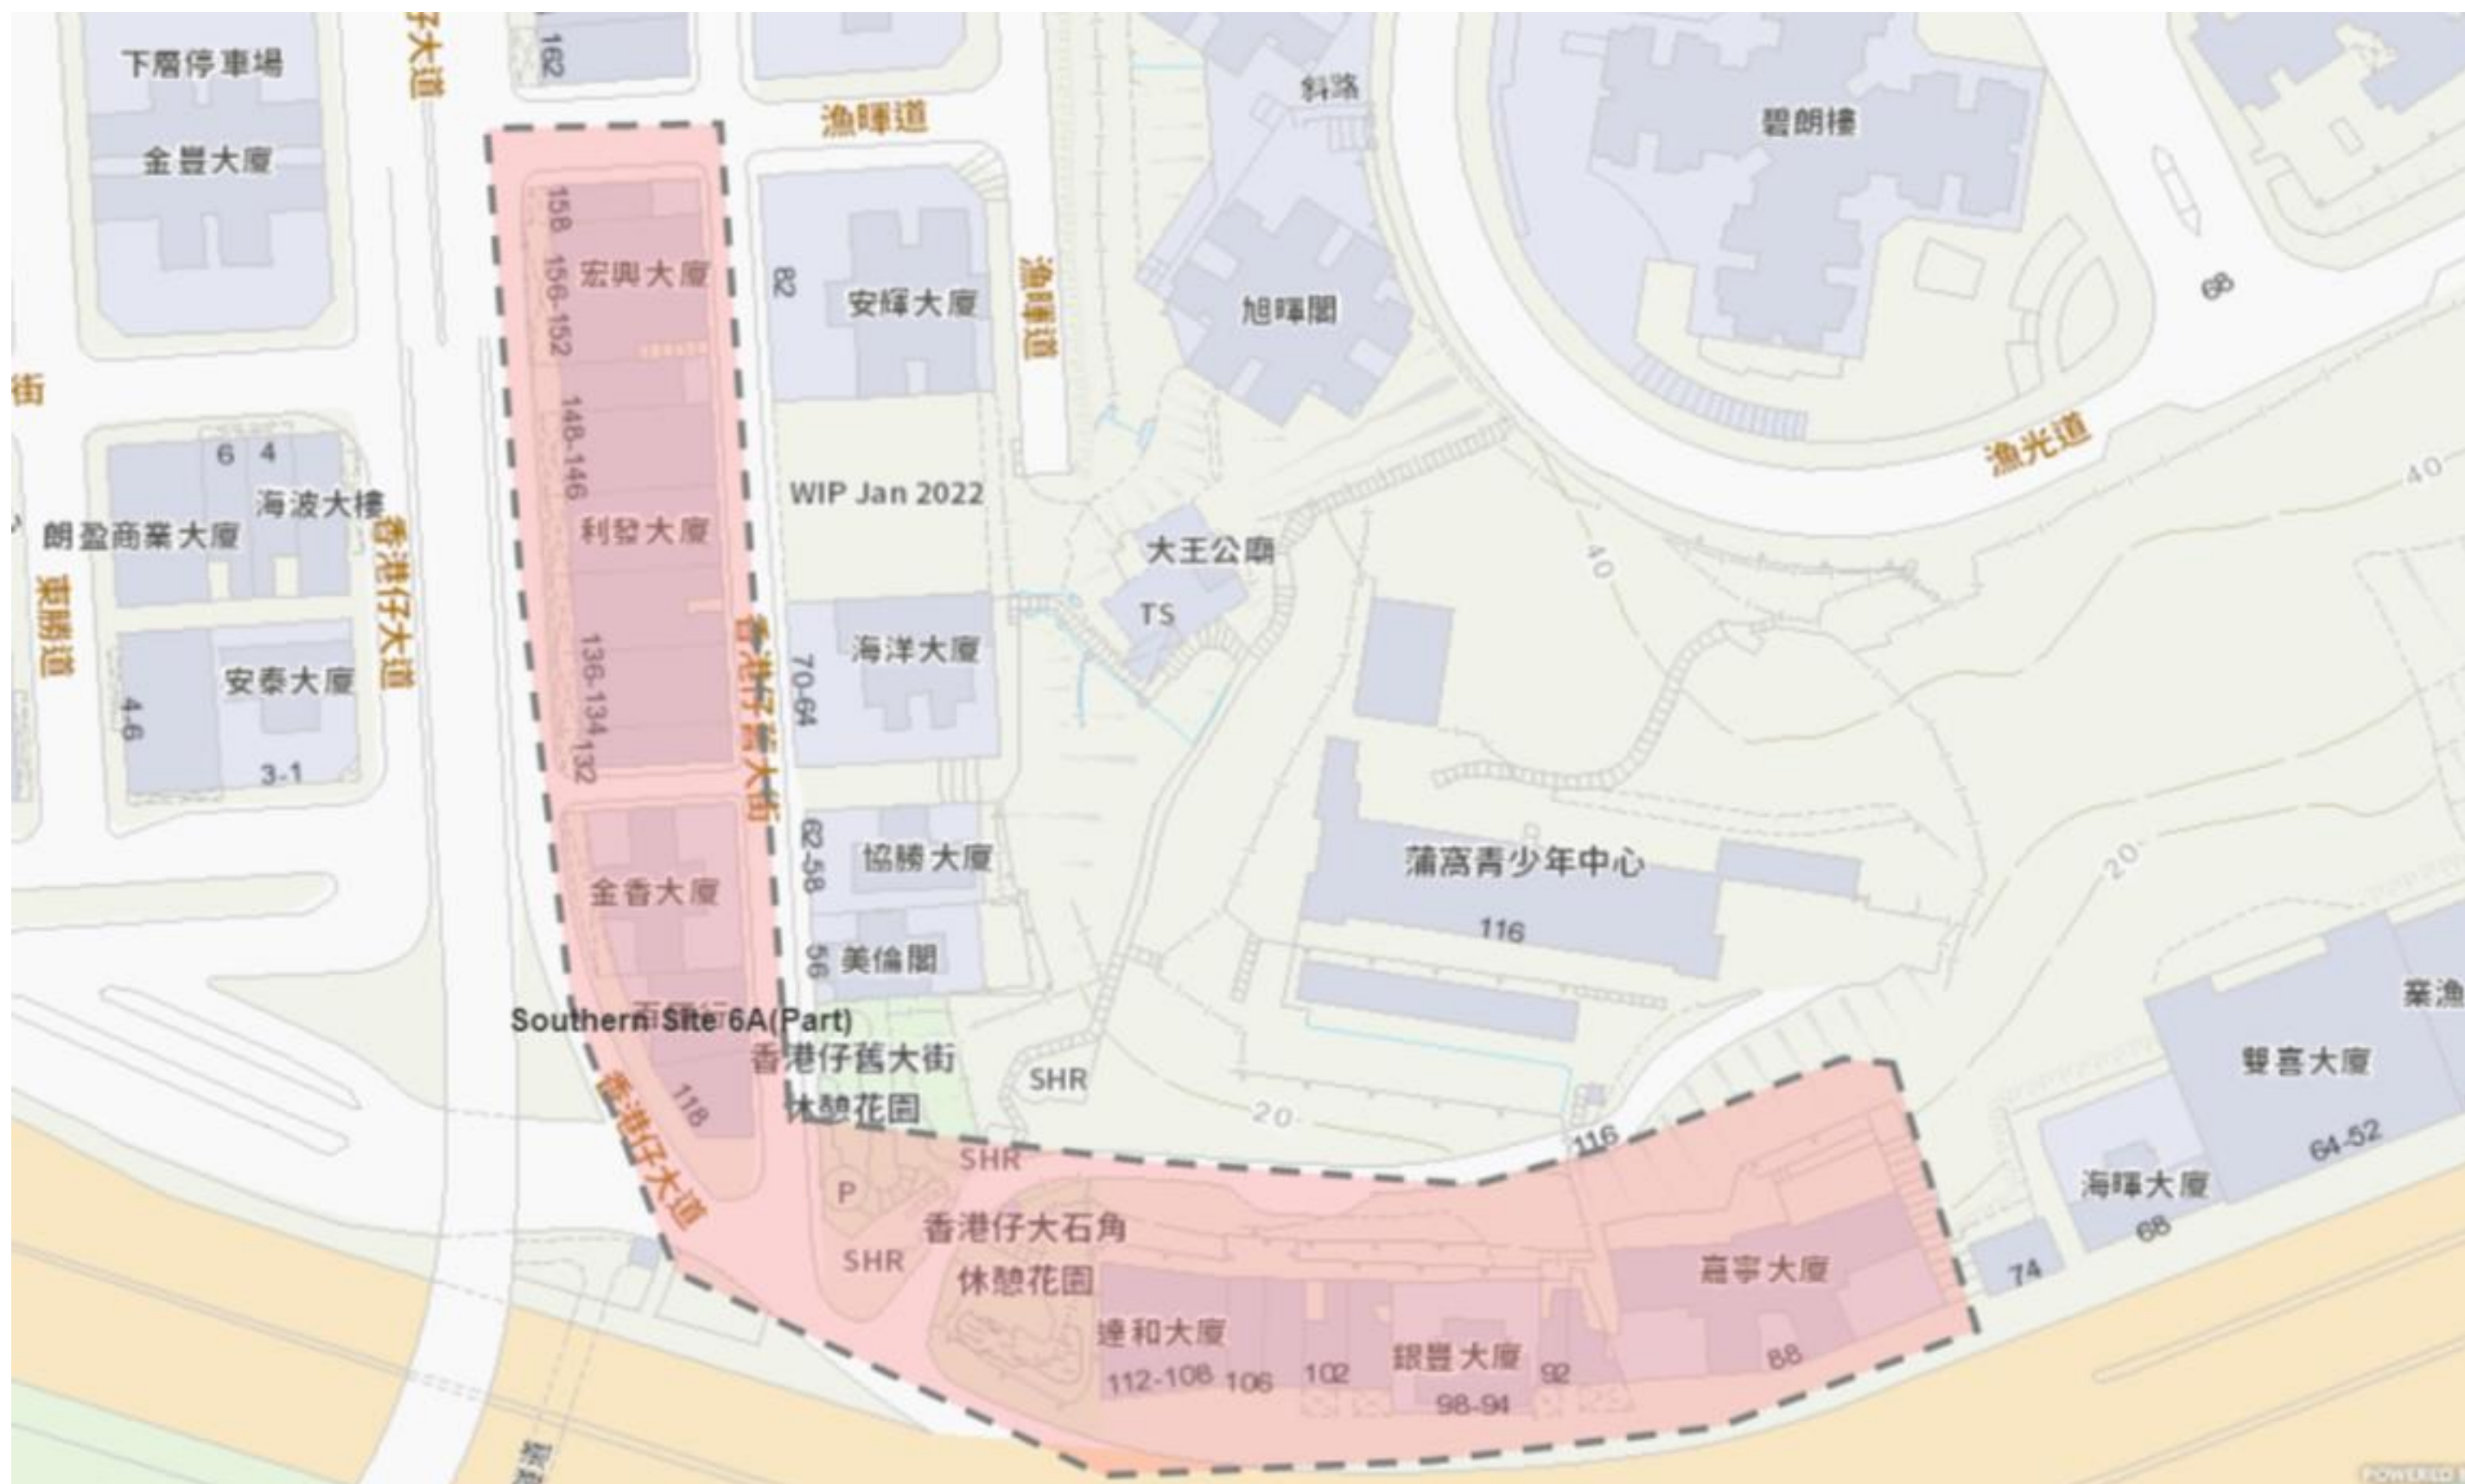 仔大道
162
下層停車場
斜路
漁暉道
碧朗樓
金豐大廈
158
82
宏興大廈
安輝大廈
漁暉道
旭暉閣
68
156-152
街
148-146
漁光道
6
4
WIP Jan 2022
40
海波大樓
朗盈商業大廈
利發大廈
大王公廟
40
香港仔大道
東勝道
TS
136-134
香港仔舊大街
70-64
海洋大廈
安泰大廈
4-6
3-1
132
62-58
協勝大廈
蒲窩青少年中心
20
金香大廈
116
56
美倫閣
業漁
Southern Site 6A(Part)
香港仔舊大街
休憩花園
雙喜大廈
SHR
118
20
116
64-52
香港仔大道
SHR
P
海暉大廈
68
香港仔大石角
休憩花園
SHR
嘉寧大廈
74
達和大廈
銀豐大廈
88
112-108
106
102
92
98-94
POWERED